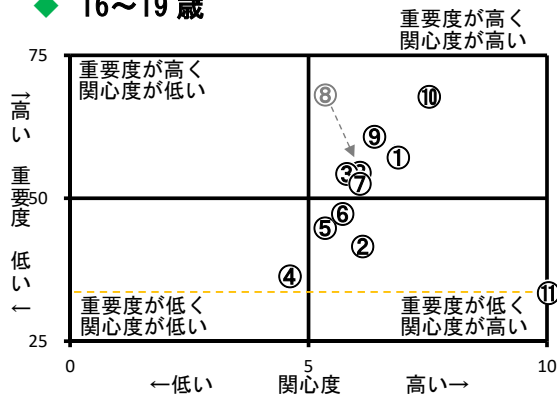 ◆ 16～19 歳
重要度が高く
関心度が高い
75
重要度が高く
関心度が低い
⑧
⑩
⑨
①
③
⑦
↑高い 重要度 低い↓
50
⑥
⑤
②
④
⑪
重要度が低く
関心度が低い
重要度が低く
関心度が高い
25
0
5
10
←低い 関心度 高い→